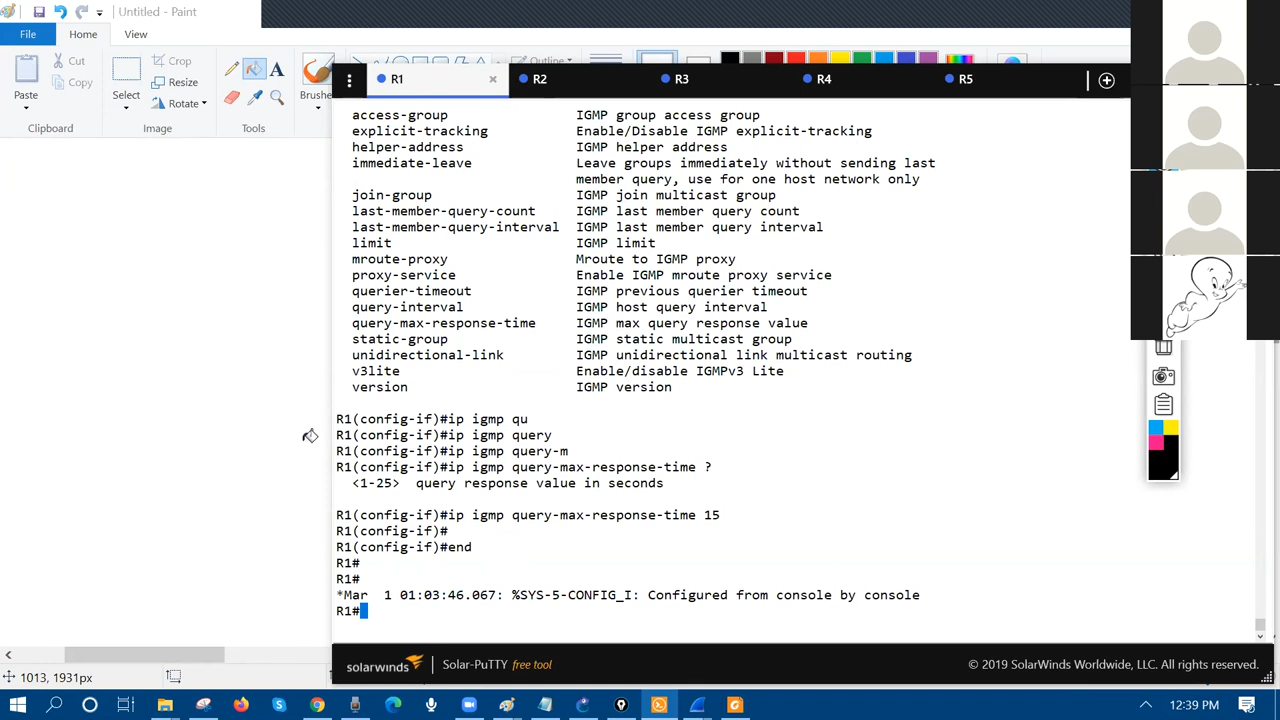 Untitled - Paint
File Home View
Paste
Cut
Copy
Clipboard
Select
Crop
Resize
Rotate
Image
Tools
Brushes
Outline
R1 R2 R3 R4 R5
access-group IGMP group access group
explicit-tracking Enable/Disable IGMP explicit-tracking
helper-address IGMP helper address
immediate-leave Leave groups immediately without sending last
member query, use for one host network only
join-group IGMP join multicast group
last-member-query-count IGMP last member query count
last-member-query-interval IGMP last member query interval
limit IGMP limit
mroute-proxy Mroute to IGMP proxy
proxy-service Enable IGMP mroute proxy service
querier-timeout IGMP previous querier timeout
query-interval IGMP host query interval
query-max-response-time IGMP max query response value
static-group IGMP static multicast group
unidirectional-link IGMP unidirectional link multicast routing
v3lite Enable/disable IGMPv3 Lite
version IGMP version
R1(config-if)#ip igmp qu
R1(config-if)#ip igmp query
R1(config-if)#ip igmp query-m
R1(config-if)#ip igmp query-max-response-time ?
<1-25> query response value in seconds
R1(config-if)#ip igmp query-max-response-time 15
R1(config-if)#
R1(config-if)#end
R1#
R1#
*Mar 1 01:03:46.067: %SYS-5-CONFIG_I: Configured from console by console
R1#
solarwinds Solar-PuTTY free tool © 2019 SolarWinds Worldwide, LLC. All rights reserved.
1013, 1931px
12:39 PM